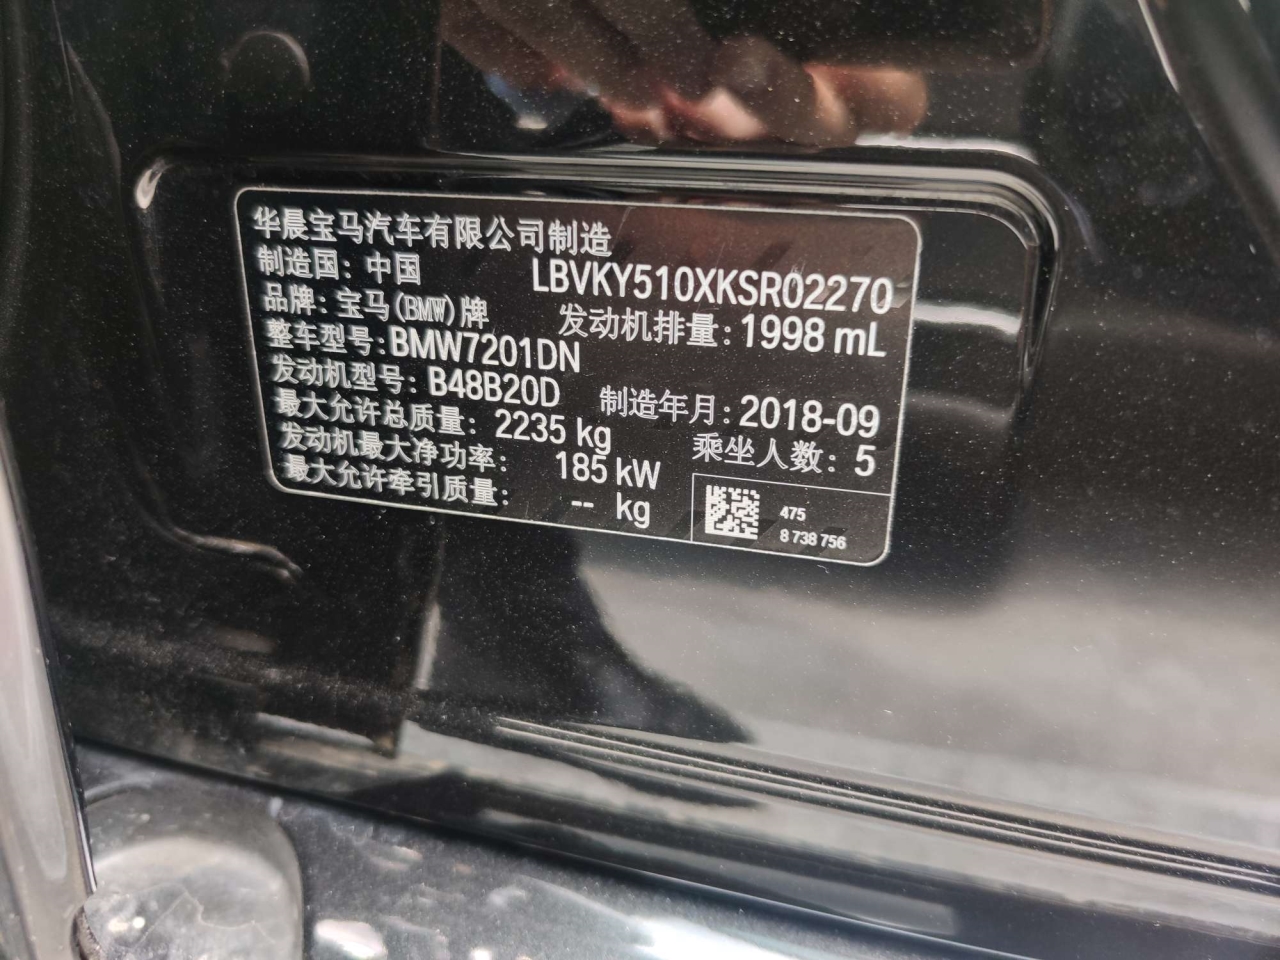 华晨宝马汽车有限公司制造
制造国：中国 LBVKY510XKSR02270
品牌：宝马(BMW)牌 发动机排量：1998 mL
整车型号：BMW7201DN
发动机型号：B48B20D 制造年月：2018-09
最大允许总质量：2235 kg 乘坐人数：5
发动机最大净功率：185 kW
最大允许牵引质量：-- kg
475
8 738 756